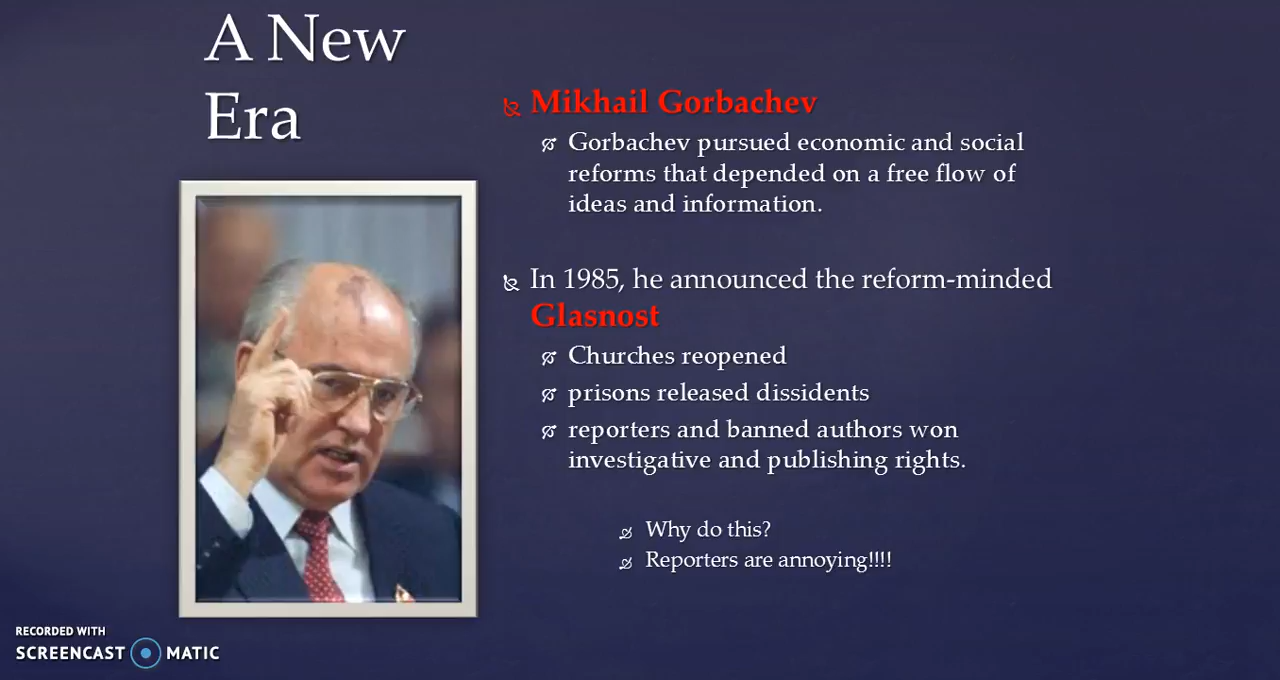 A New
Era
Mikhail Gorbachev
Gorbachev pursued economic and social
reforms that depended on a free flow of
ideas and information.
In 1985, he announced the reform-minded
Glasnost
Churches reopened
prisons released dissidents
reporters and banned authors won
investigative and publishing rights.
Why do this?
Reporters are annoying!!!!
RECORDED WITH
SCREENCAST MATIC